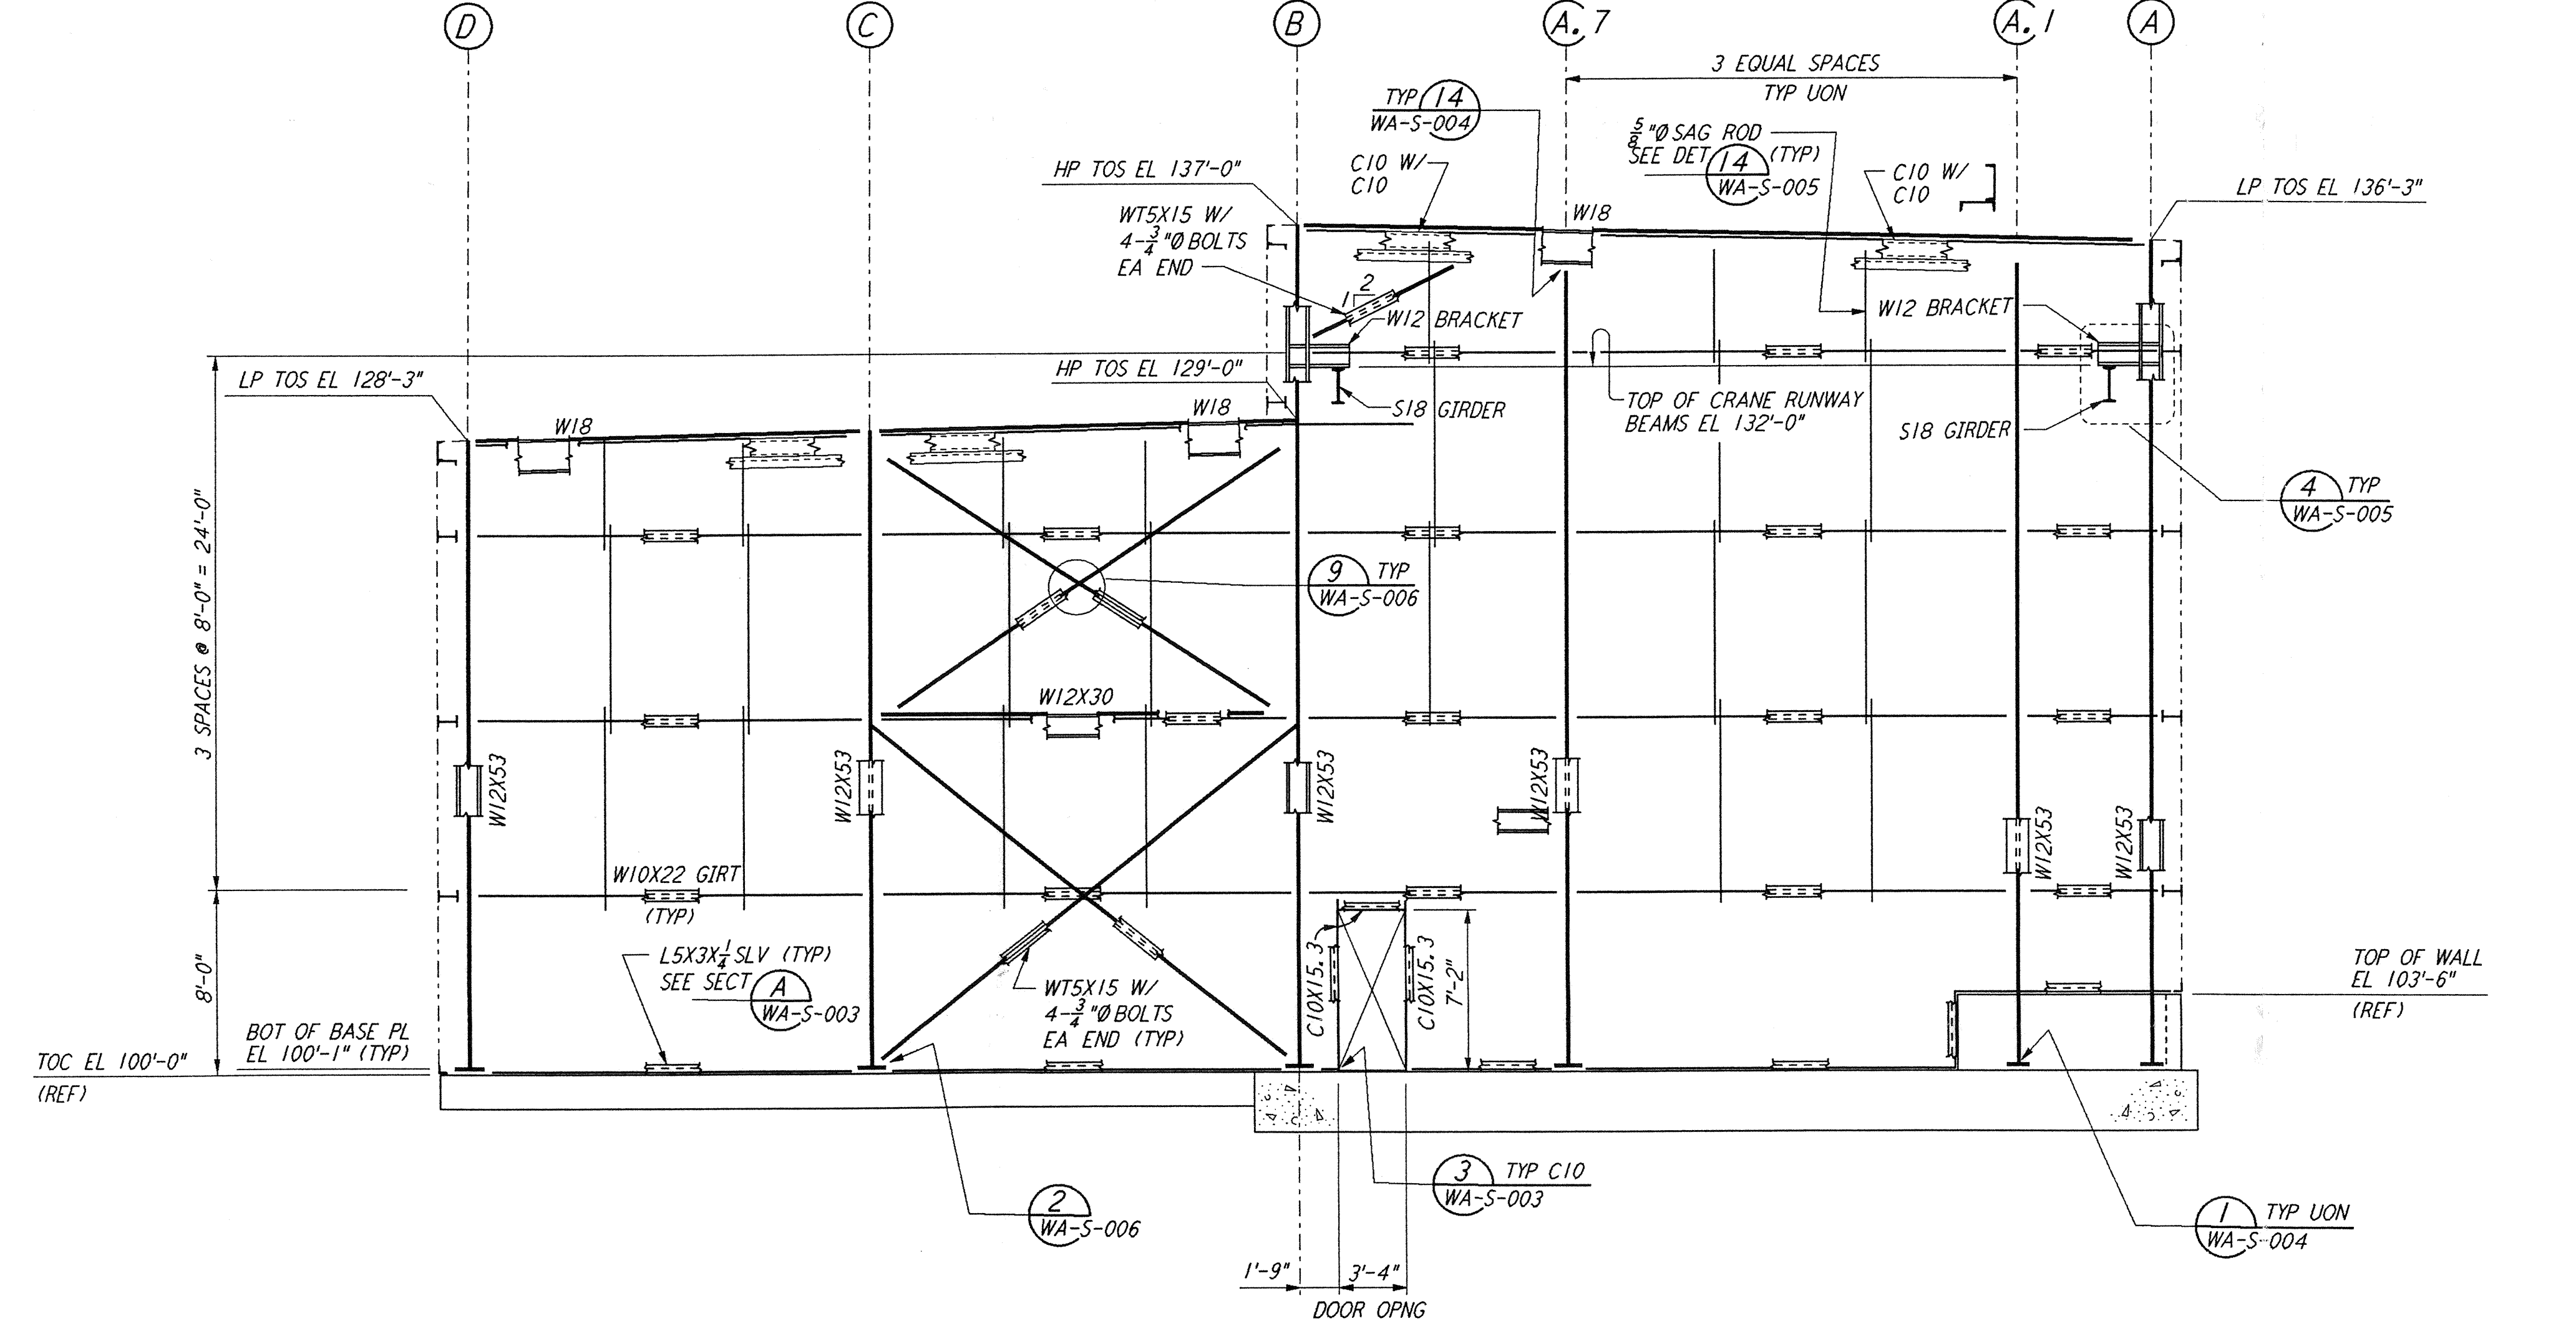 D
C
B
A.7
A.1
A
3 EQUAL SPACES
TYP UON
TYP 14
WA-S-004
5/8"Ø SAG ROD
SEE DET 14 (TYP)
WA-S-005
C10 W/
C10
C10 W/
C10
HP TOS EL 137'-0"
LP TOS EL 136'-3"
WT5X15 W/
4-3/4"Ø BOLTS
EA END
W18
2
1
W12 BRACKET
W12 BRACKET
LP TOS EL 128'-3"
HP TOS EL 129'-0"
S18 GIRDER
TOP OF CRANE RUNWAY
BEAMS EL 132'-0"
S18 GIRDER
W18
W18
4 TYP
WA-S-005
3 SPACES @ 8'-0" = 24'-0"
9 TYP
WA-S-006
W12X30
W12X53
W12X53
W12X53
W12X53
W12X53
W12X53
W10X22 GIRT
(TYP)
8'-0"
L5X3X1/4 SLV (TYP)
SEE SECT A
WA-S-003
WT5X15 W/
4-3/4"Ø BOLTS
EA END (TYP)
C10X15.3
C10X15.3
7'-2"
TOP OF WALL
EL 103'-6"
(REF)
BOT OF BASE PL
EL 100'-1" (TYP)
TOC EL 100'-0"
(REF)
2
WA-S-006
3 TYP C10
WA-S-003
1 TYP UON
WA-S-004
1'-9"
3'-4"
DOOR OPNG